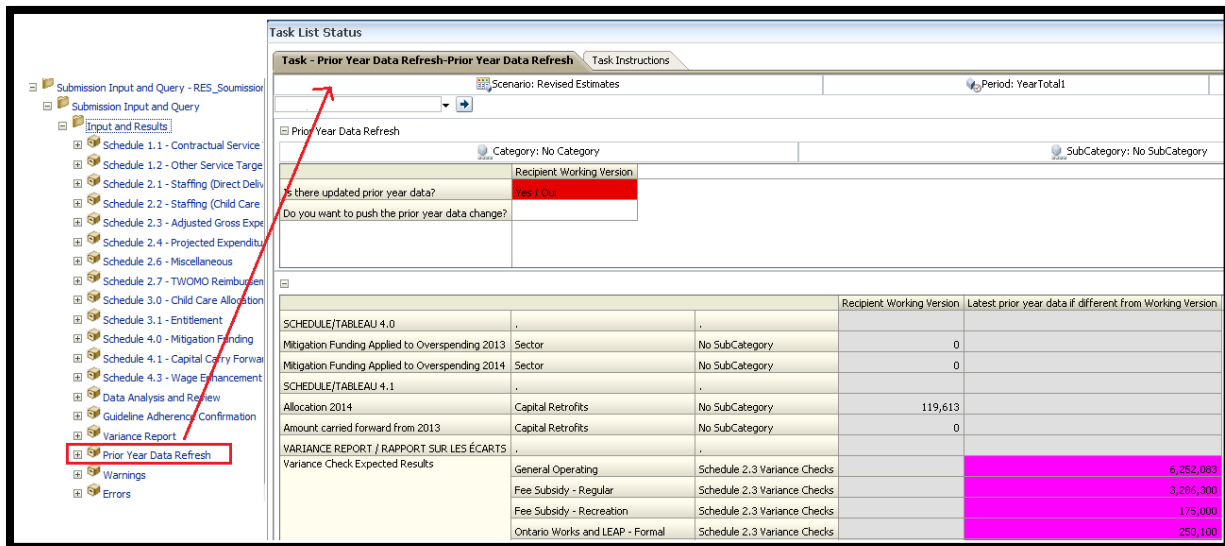 Task List Status
Task - Prior Year Data Refresh-Prior Year Data Refresh
Task Instructions
Scenario: Revised Estimates
Period: YearTotal1
Submission Input and Query - RES_Soumission
Submission Input and Query
Input and Results
Schedule 1.1 - Contractual Service
Schedule 1.2 - Other Service Targe
Schedule 2.1 - Staffing (Direct Deliv
Schedule 2.2 - Staffing (Child Care
Schedule 2.3 - Adjusted Gross Expe
Schedule 2.4 - Projected Expenditu
Schedule 2.6 - Miscellaneous
Schedule 2.7 - TWOMO Reimbursen
Schedule 3.0 - Child Care Allocation
Schedule 3.1 - Entitlement
Schedule 4.0 - Mitigation Funding
Schedule 4.1 - Capital Carry Forwar
Schedule 4.3 - Wage Enhancement
Data Analysis and Review
Guideline Adherence Confirmation
Variance Report
Prior Year Data Refresh
Warnings
Errors
Prior Year Data Refresh
Category: No Category
SubCategory: No SubCategory
Recipient Working Version
Is there updated prior year data? Yes / Oui
Do you want to push the prior year data change?
Recipient Working Version Latest prior year data if different from Working Version
SCHEDULE/TABLEAU 4.0 . .
Mitigation Funding Applied to Overspending 2013 Sector No SubCategory 0
Mitigation Funding Applied to Overspending 2014 Sector No SubCategory 0
SCHEDULE/TABLEAU 4.1 . .
Allocation 2014 Capital Retrofits No SubCategory 119,613
Amount carried forward from 2013 Capital Retrofits No SubCategory 0
VARIANCE REPORT / RAPPORT SUR LES ÉCARTS . .
Variance Check Expected Results General Operating Schedule 2.3 Variance Checks 6,252,083
Fee Subsidy - Regular Schedule 2.3 Variance Checks 3,286,300
Fee Subsidy - Recreation Schedule 2.3 Variance Checks 175,000
Ontario Works and LEAP - Formal Schedule 2.3 Variance Checks 250,100